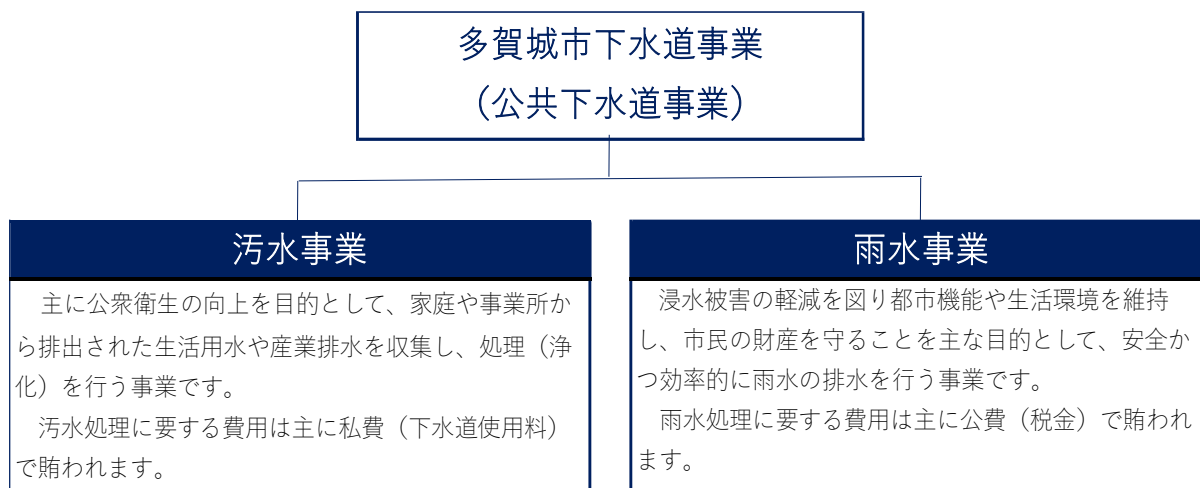 多賀城市下水道事業
（公共下水道事業）
汚水事業
主に公衆衛生の向上を目的として、家庭や事業所か
ら排出された生活用水や産業排水を収集し、処理（浄
化）を行う事業です。
汚水処理に要する費用は主に私費（下水道使用料）
で賄われます。
雨水事業
浸水被害の軽減を図り都市機能や生活環境を維持
し、市民の財産を守ることを主な目的として、安全か
つ効率的に雨水の排水を行う事業です。
雨水処理に要する費用は主に公費（税金）で賄われ
ます。